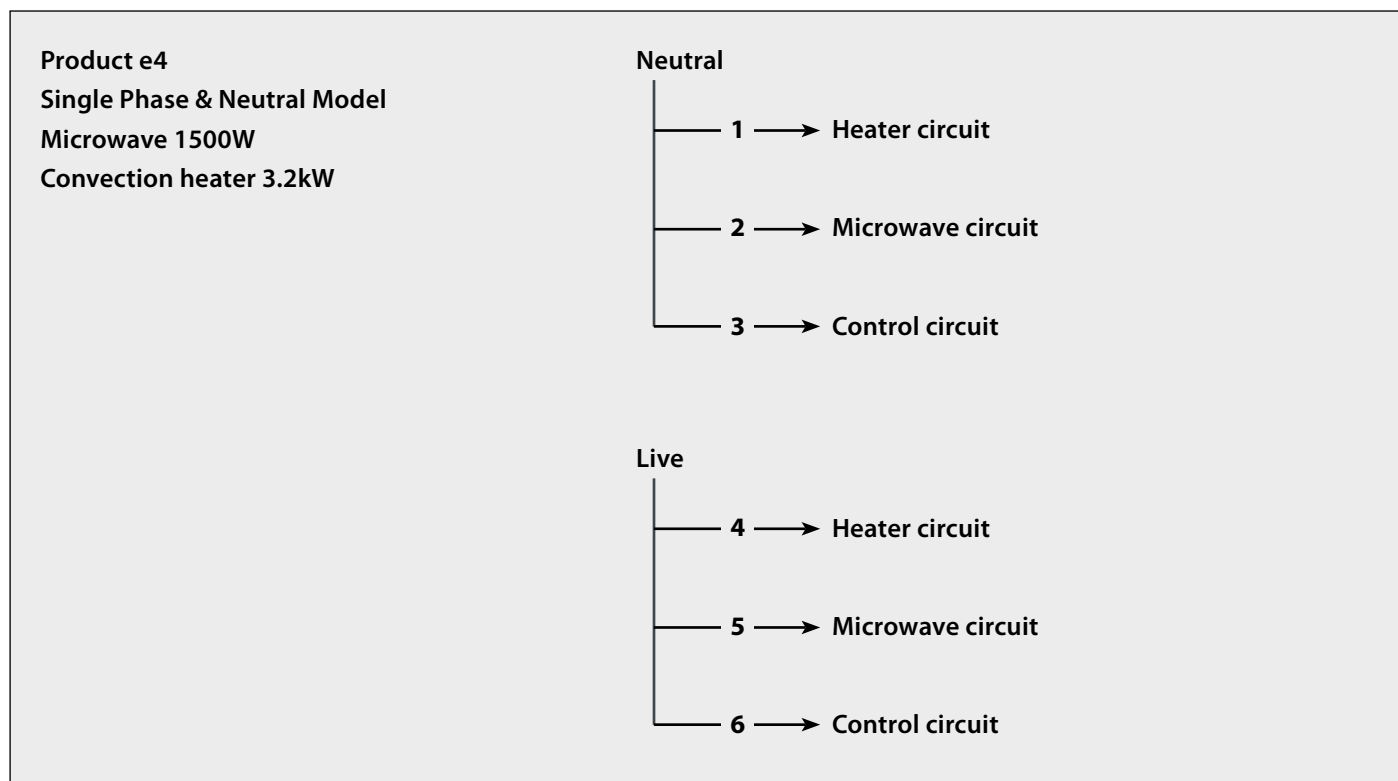 Product e4
Single Phase & Neutral Model
Microwave 1500W
Convection heater 3.2kW
Neutral
1 Heater circuit
2 Microwave circuit
3 Control circuit
Live
4 Heater circuit
5 Microwave circuit
6 Control circuit